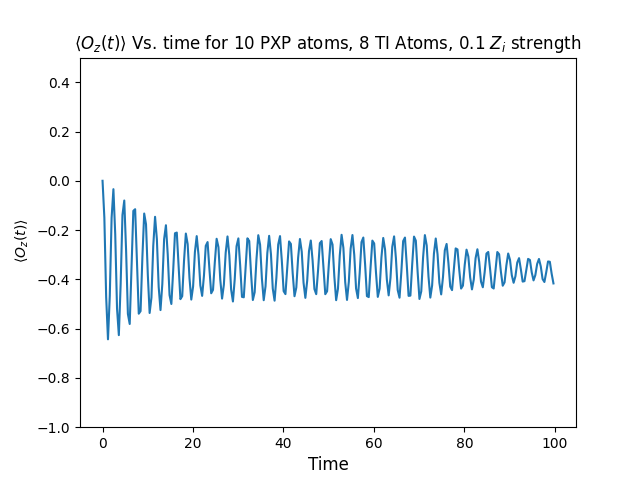 ⟨O_z(t)⟩ Vs. time for 10 PXP atoms, 8 TI Atoms, 0.1 Z_i strength
0.4
0.2
0.0
−0.2
−0.4
−0.6
−0.8
−1.0
⟨O_z(t)⟩
0 20 40 60 80 100
Time